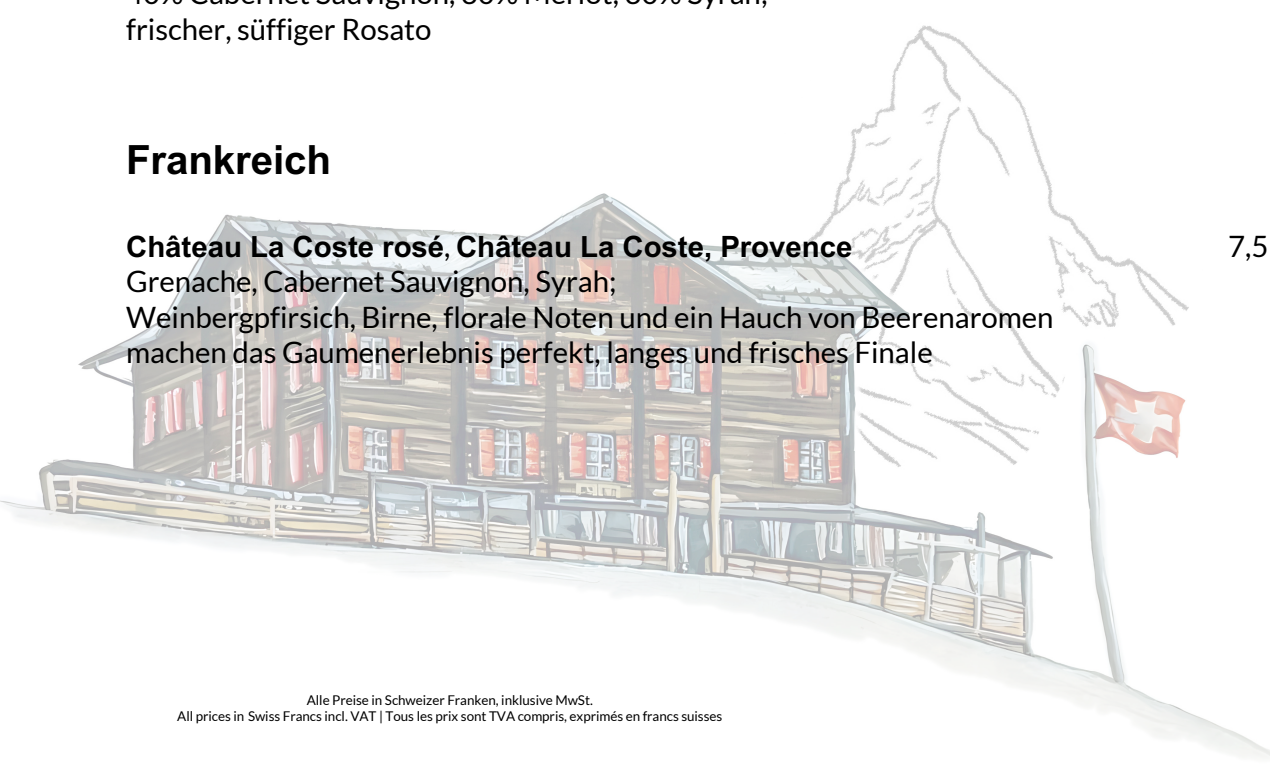 frischer, süffiger Rosato
Frankreich
Château La Coste rosé, Château La Coste, Provence 7,5
Grenache, Cabernet Sauvignon, Syrah;
Weinbergpfirsich, Birne, florale Noten und ein Hauch von Beerenaromen
machen das Gaumenerlebnis perfekt, langes und frisches Finale
Alle Preise in Schweizer Franken, inklusive MwSt.
All prices in Swiss Francs incl. VAT | Tous les prix sont TVA compris, exprimés en francs suisses